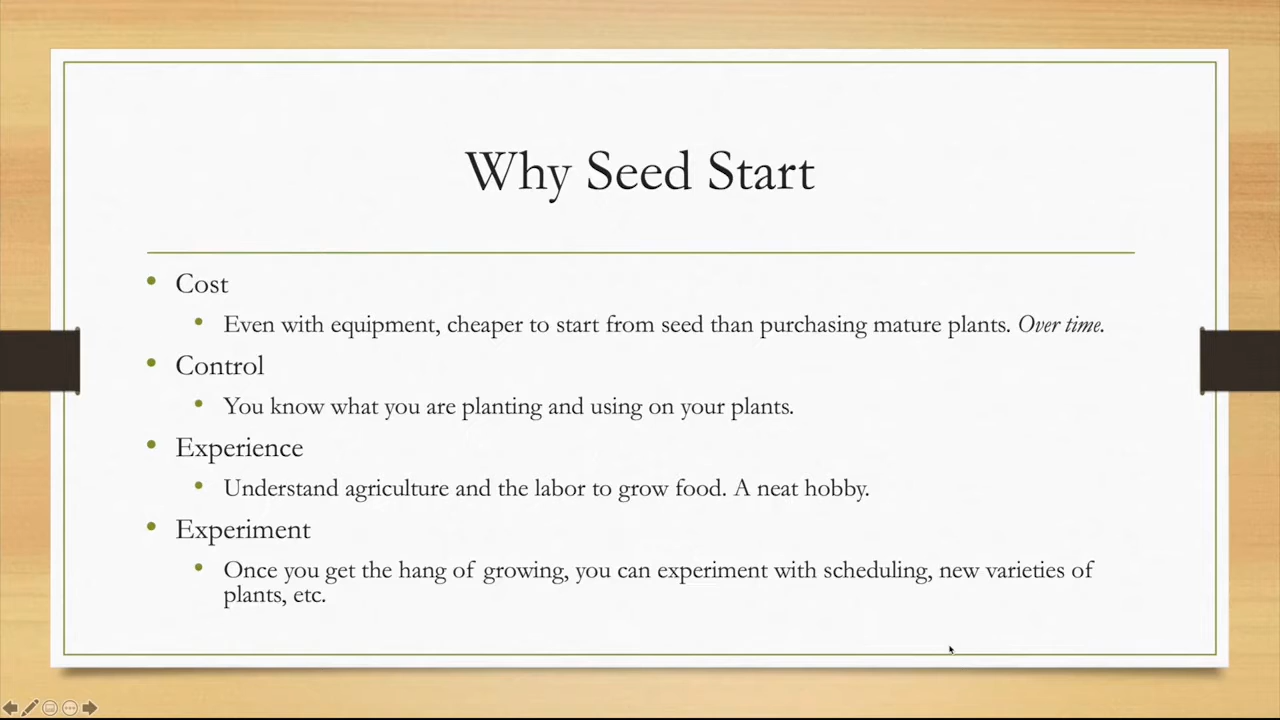 Why Seed Start
Cost
Even with equipment, cheaper to start from seed than purchasing mature plants. Over time.
Control
You know what you are planting and using on your plants.
Experience
Understand agriculture and the labor to grow food. A neat hobby.
Experiment
Once you get the hang of growing, you can experiment with scheduling, new varieties of
plants, etc.